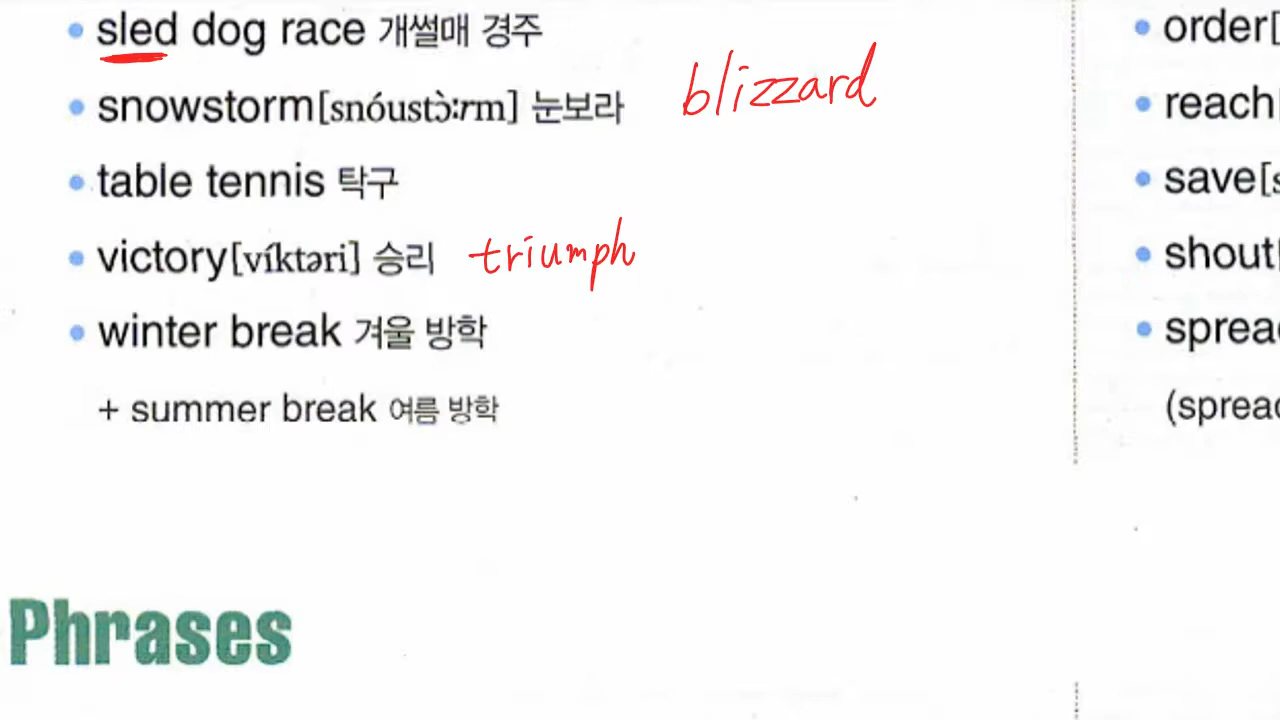 sled dog race 개썰매 경주
snowstorm[snóustɔ̀ːrm] 눈보라 blizzard
table tennis 탁구
victory[víktəri] 승리 triumph
winter break 겨울 방학
+ summer break 여름 방학
order[
reach[
save[s
shout[
Phrases